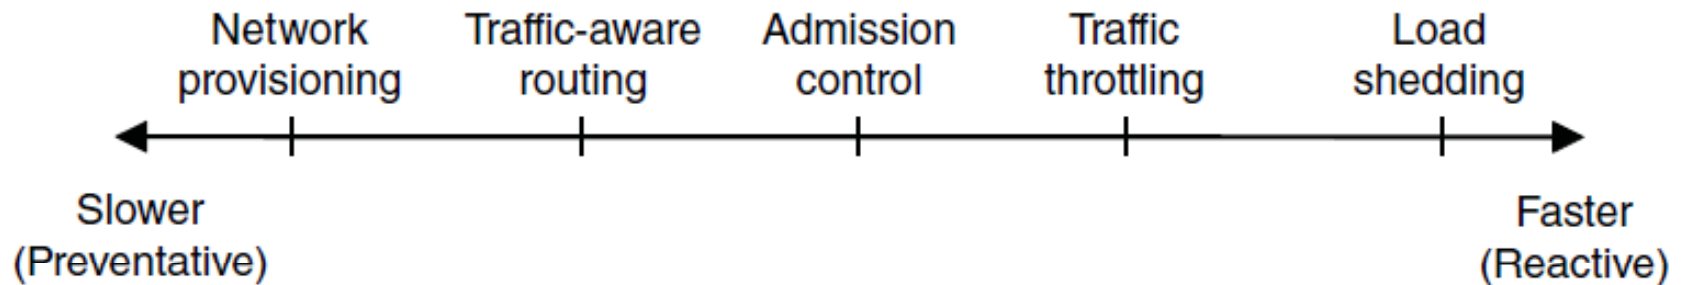 Network Traffic-aware Admission Traffic Load
provisioning routing control throttling shedding
Slower Faster
(Preventative) (Reactive)